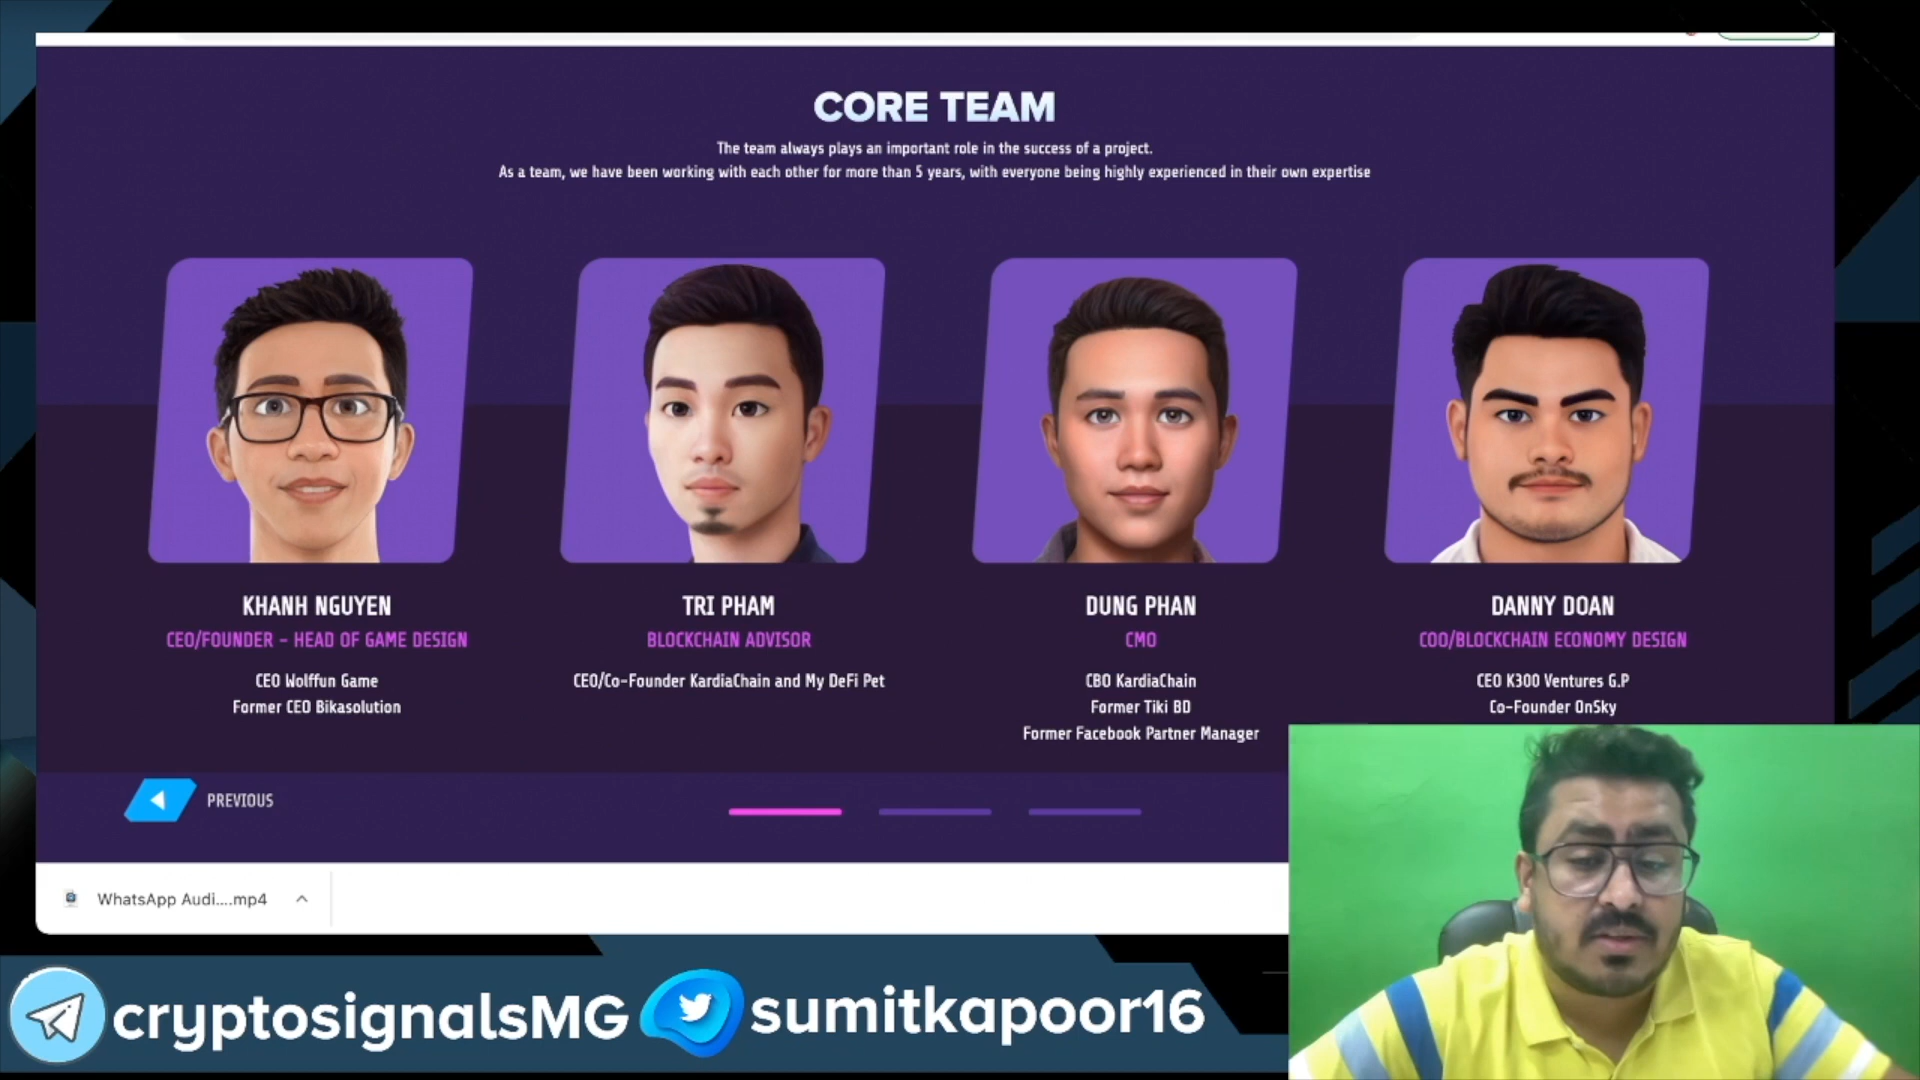 CORE TEAM
The team always plays an important role in the success of a project.
As a team, we have been working with each other for more than 5 years, with everyone being highly experienced in their own expertise
KHANH NGUYEN
CEO/FOUNDER - HEAD OF GAME DESIGN
CEO Wolffun Game
Former CEO Bikasolution
TRI PHAM
BLOCKCHAIN ADVISOR
CEO/Co-Founder KardiaChain and My DeFi Pet
DUNG PHAN
CMO
CBO KardiaChain
Former Tiki BD
Former Facebook Partner Manager
DANNY DOAN
COO/BLOCKCHAIN ECONOMY DESIGN
CEO K300 Ventures G.P
Co-Founder OnSky
PREVIOUS
WhatsApp Audi....mp4
cryptosignalsMG
sumitkapoor16